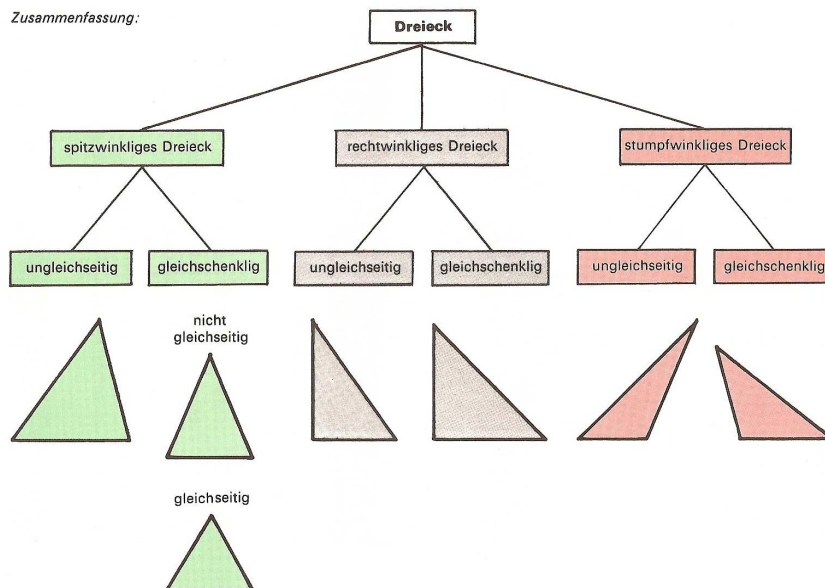 Zusammenfassung:
Dreieck
spitzwinkliges Dreieck
rechtwinkliges Dreieck
stumpfwinkliges Dreieck
ungleichseitig
gleichschenklig
ungleichseitig
gleichschenklig
ungleichseitig
gleichschenklig
nicht
gleichseitig
gleichseitig